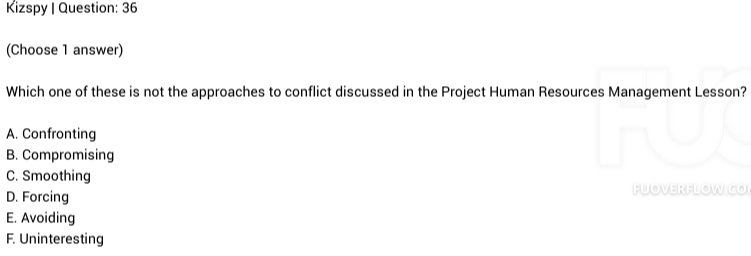 Kizspy | Question: 36
(Choose 1 answer)
Which one of these is not the approaches to conflict discussed in the Project Human Resources Management Lesson?
A. Confronting
B. Compromising
C. Smoothing
D. Forcing
E. Avoiding
F. Uninteresting
FUOVERFLOW.CO